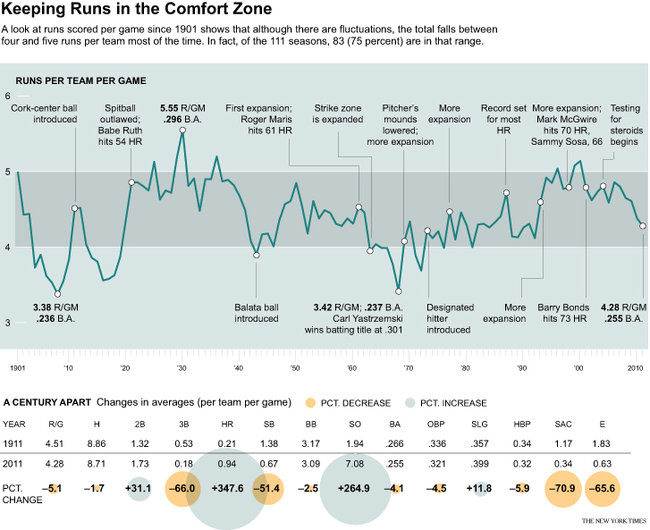 Keeping Runs in the Comfort Zone
A look at runs scored per game since 1901 shows that although there are fluctuations, the total falls between
four and five runs per team most of the time. In fact, of the 111 seasons, 83 (75 percent) are in that range.
RUNS PER TEAM PER GAME
6
5
4
3
Cork-center ball
introduced
Spitball
outlawed;
Babe Ruth
hits 54 HR
5.55 R/GM
.296 B.A.
First expansion;
Roger Maris
hits 61 HR
Strike zone
is expanded
Pitcher's
mounds
lowered;
more expansion
More
expansion
Record set
for most
HR
More expansion;
Mark McGwire
hits 70 HR,
Sammy Sosa, 66
Testing
for
steroids
begins
3.38 R/GM
.236 B.A.
Balata ball
introduced
3.42 R/GM; .237 B.A.
Carl Yastrzemski
wins batting title at .301
Designated
hitter
introduced
More
expansion
Barry Bonds
hits 73 HR
4.28 R/GM
.255 B.A.
1901 '10 '20 '30 '40 '50 '60 '70 '80 '90 '00 2010
A CENTURY APART Changes in averages (per team per game) PCT. DECREASE PCT. INCREASE
YEAR R/G H 2B 3B HR SB BB SO BA OBP SLG HBP SAC E
1911 4.51 8.86 1.32 0.53 0.21 1.38 3.17 1.94 .266 .336 .357 0.34 1.17 1.83
2011 4.28 8.71 1.73 0.18 0.94 0.67 3.09 7.08 .255 .321 .399 0.32 0.34 0.63
PCT. –5.1 –1.7 +31.1 –66.0 +347.6 –51.4 –2.5 +264.9 –4.1 –4.5 +11.8 –5.9 –70.9 –65.6
CHANGE
THE NEW YORK TIMES